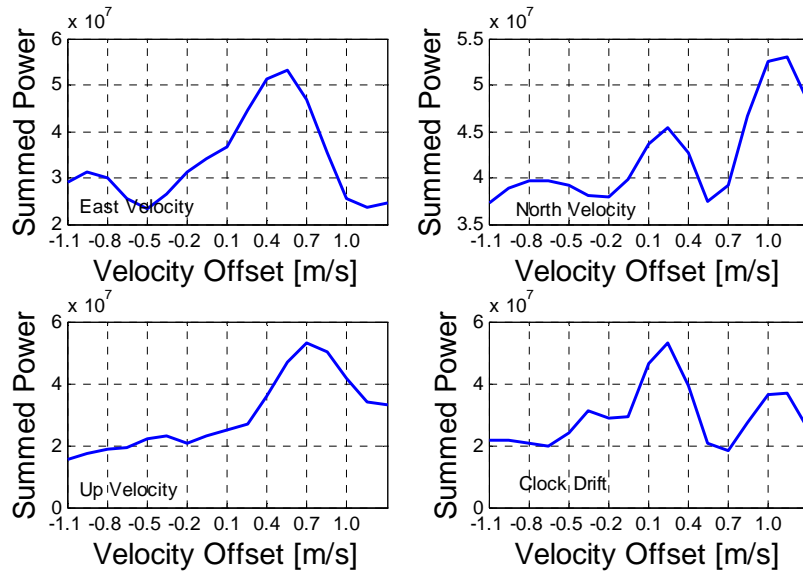 x 10^7
6
5
4
3
2
Summed Power
East Velocity
-1.1 -0.8 -0.5 -0.2 0.1 0.4 0.7 1.0
Velocity Offset [m/s]
x 10^7
5.5
5
4.5
4
3.5
Summed Power
North Velocity
-1.1 -0.8 -0.5 -0.2 0.1 0.4 0.7 1.0
Velocity Offset [m/s]
x 10^7
6
4
2
0
Summed Power
Up Velocity
-1.1 -0.8 -0.5 -0.2 0.1 0.4 0.7 1.0
Velocity Offset [m/s]
x 10^7
6
4
2
0
Summed Power
Clock Drift
-1.1 -0.8 -0.5 -0.2 0.1 0.4 0.7 1.0
Velocity Offset [m/s]